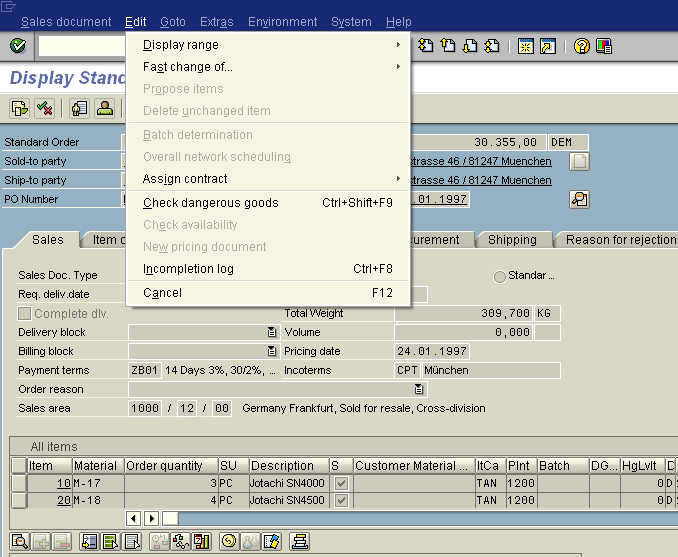 Sales document Edit Goto Extras Environment System Help
Display Stand
Display range
Fast change of...
Propose items
Delete unchanged item
Batch determination
Overall network scheduling
Assign contract
Check dangerous goods Ctrl+Shift+F9
Check availability
New pricing document
Incompletion log Ctrl+F8
Cancel F12
Standard Order 30.355,00 DEM
Sold-to party strasse 46 / 81247 Muenchen
Ship-to party strasse 46 / 81247 Muenchen
PO Number .01.1997
Sales Item o urement Shipping Reason for rejection
Sales Doc. Type Standar ...
Req. deliv.date
Complete dlv. Total Weight 309,700 KG
Delivery block Volume 0,000
Billing block Pricing date 24.01.1997
Payment terms ZB01 14 Days 3%, 30/2%, ... Incoterms CPT München
Order reason
Sales area 1000 / 12 / 00 Germany Frankfurt, Sold for resale, Cross-division
All items
Item Material Order quantity SU Description S Customer Material ... ItCa Plnt Batch DG... HgLvIt D
10 M-17 3 PC Jotachi SN4000 TAN 1200 0 D
20 M-18 4 PC Jotachi SN4500 TAN 1200 0 D